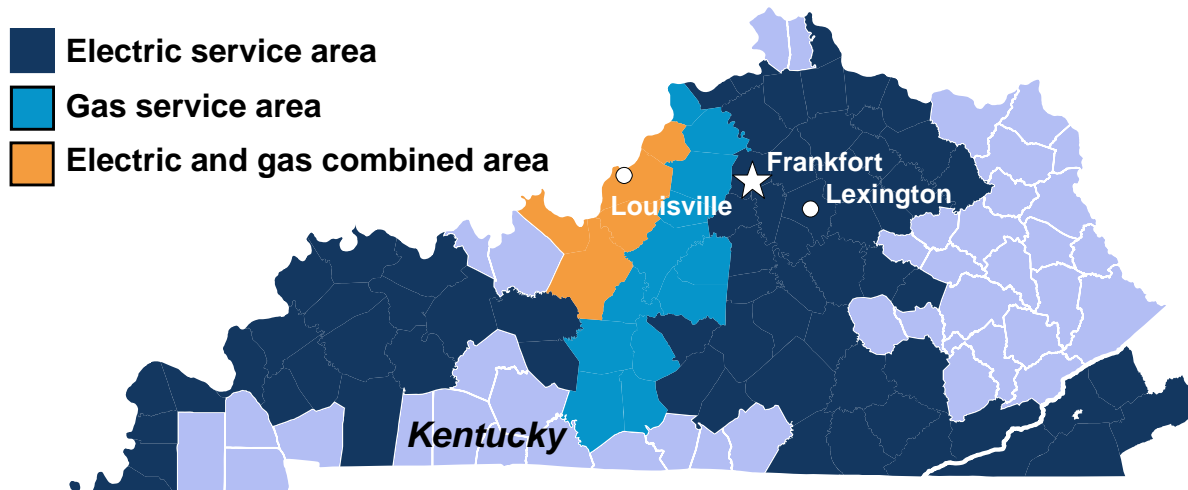 Electric service area
Gas service area
Electric and gas combined area
Frankfort
Louisville
Lexington
Kentucky